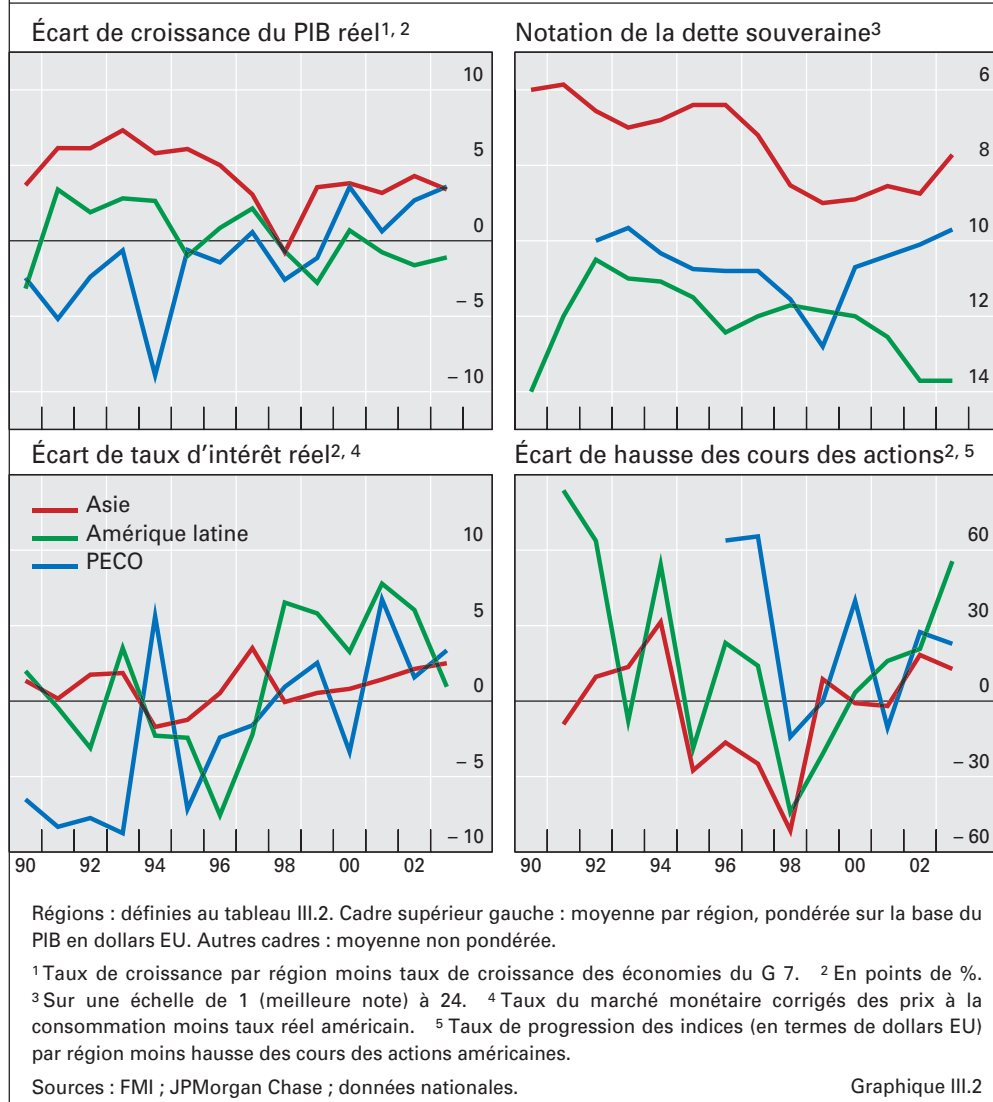 Écart de croissance du PIB réel1, 2
10
5
0
– 5
– 10
Notation de la dette souveraine3
6
8
10
12
14
Écart de taux d'intérêt réel2, 4
Asie
Amérique latine
PECO
10
5
0
– 5
– 10
90 92 94 96 98 00 02
Écart de hausse des cours des actions2, 5
60
30
0
– 30
– 60
90 92 94 96 98 00 02
Régions : définies au tableau III.2. Cadre supérieur gauche : moyenne par région, pondérée sur la base du
PIB en dollars EU. Autres cadres : moyenne non pondérée.
1 Taux de croissance par région moins taux de croissance des économies du G 7. 2 En points de %.
3 Sur une échelle de 1 (meilleure note) à 24. 4 Taux du marché monétaire corrigés des prix à la
consommation moins taux réel américain. 5 Taux de progression des indices (en termes de dollars EU)
par région moins hausse des cours des actions américaines.
Sources : FMI ; JPMorgan Chase ; données nationales. Graphique III.2